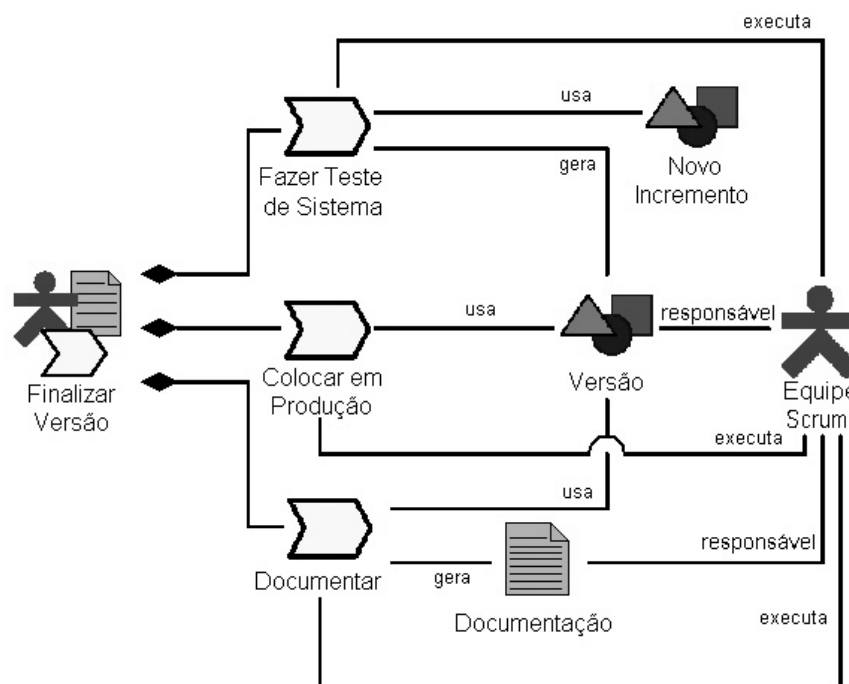 executa
usa
gera
Fazer Teste
de Sistema
Novo
Incremento
usa
responsável
Finalizar
Versão
Colocar em
Produção
Versão
Equipe
Scrum
executa
usa
responsável
Documentar
gera
Documentação
executa